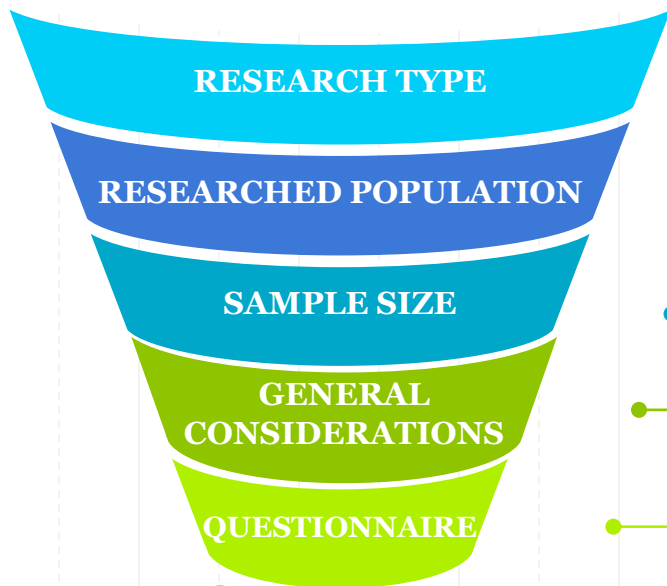 RESEARCH TYPE
RESEARCHED POPULATION
SAMPLE SIZE
GENERAL
CONSIDERATIONS
QUESTIONNAIRE